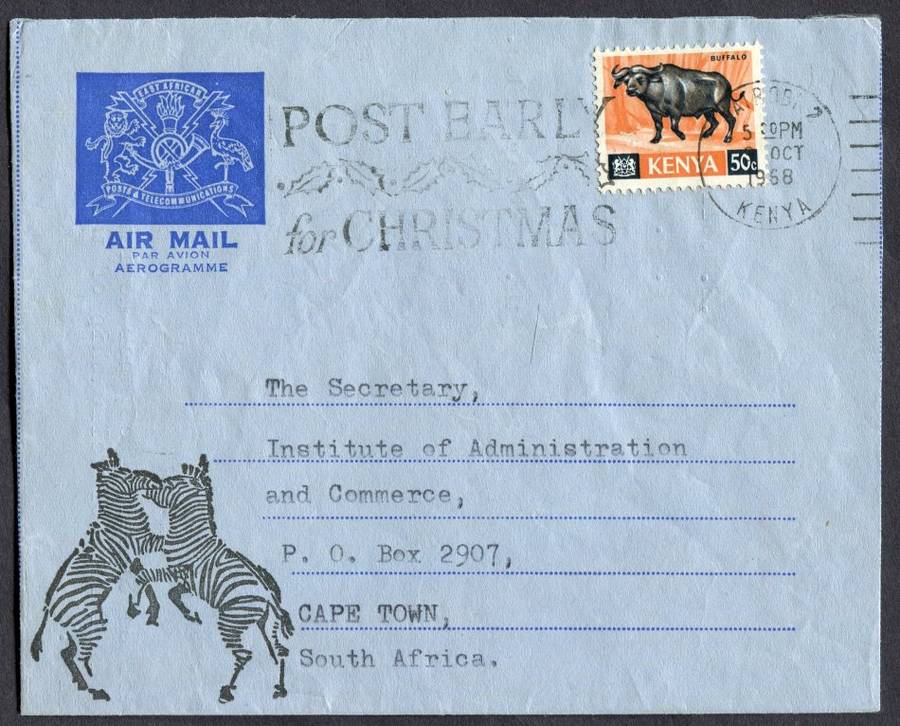 EAST AFRICAN
POSTS & TELECOMMUNICATIONS
AIR MAIL
PAR AVION
AEROGRAMME
POST EARLY
for CHRISTMAS
BUFFALO
KENYA 50c
5 30PM
OCT
1968
KENYA
The Secretary,
Institute of Administration
and Commerce,
P. O. Box 2907,
CAPE TOWN,
South Africa.